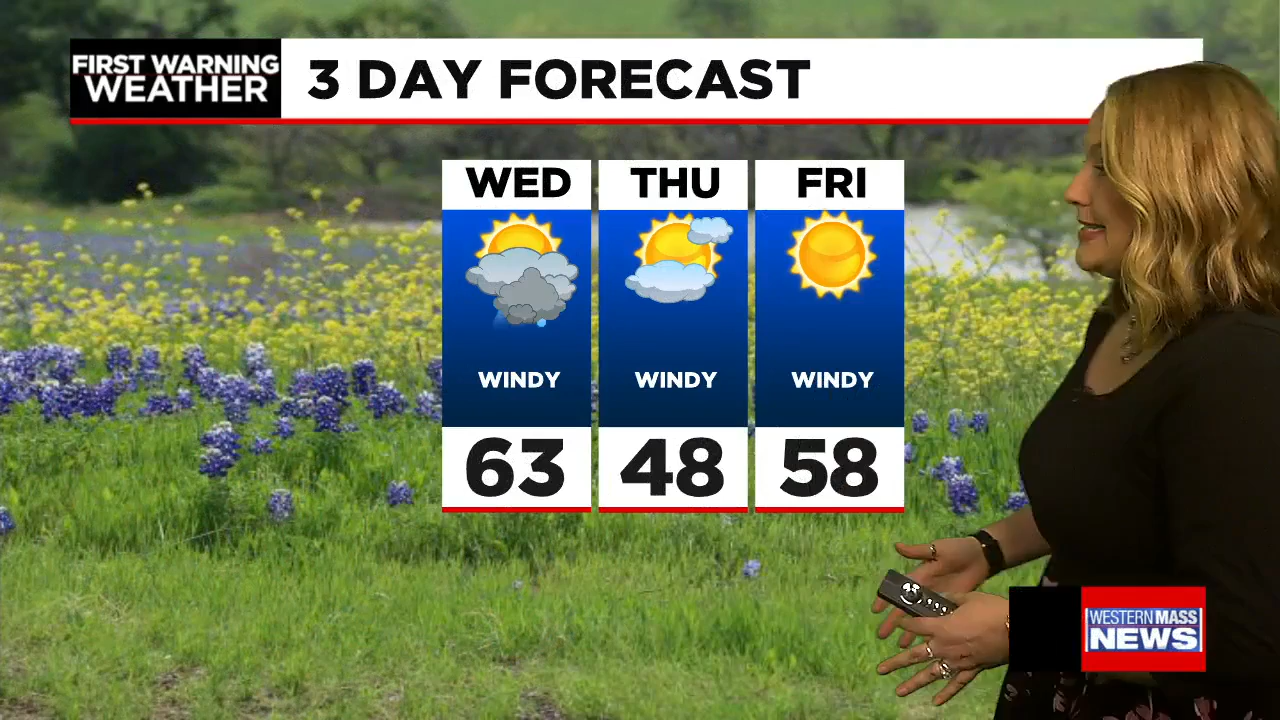 FIRST WARNING
WEATHER
3 DAY FORECAST
WED THU FRI
WINDY WINDY WINDY
63 48 58
WESTERN MASS
NEWS